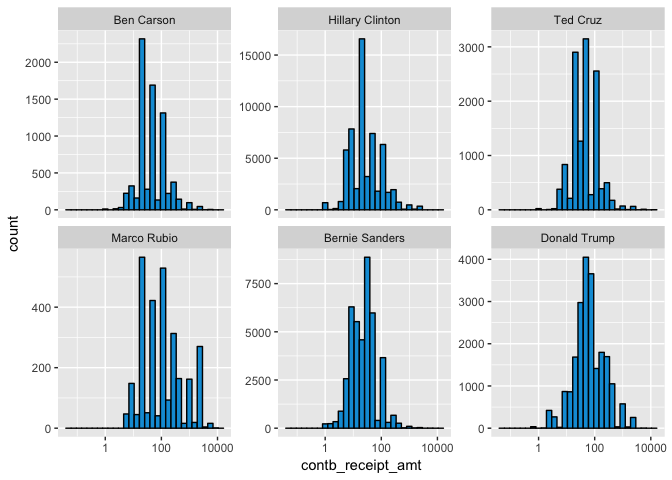 Ben Carson
Hillary Clinton
Ted Cruz
2000
1500
1000
500
0
15000
10000
5000
0
3000
2000
1000
0
count
Marco Rubio
Bernie Sanders
Donald Trump
400
200
0
7500
5000
2500
0
4000
3000
2000
1000
0
1 100 10000
1 100 10000
1 100 10000
contb_receipt_amt